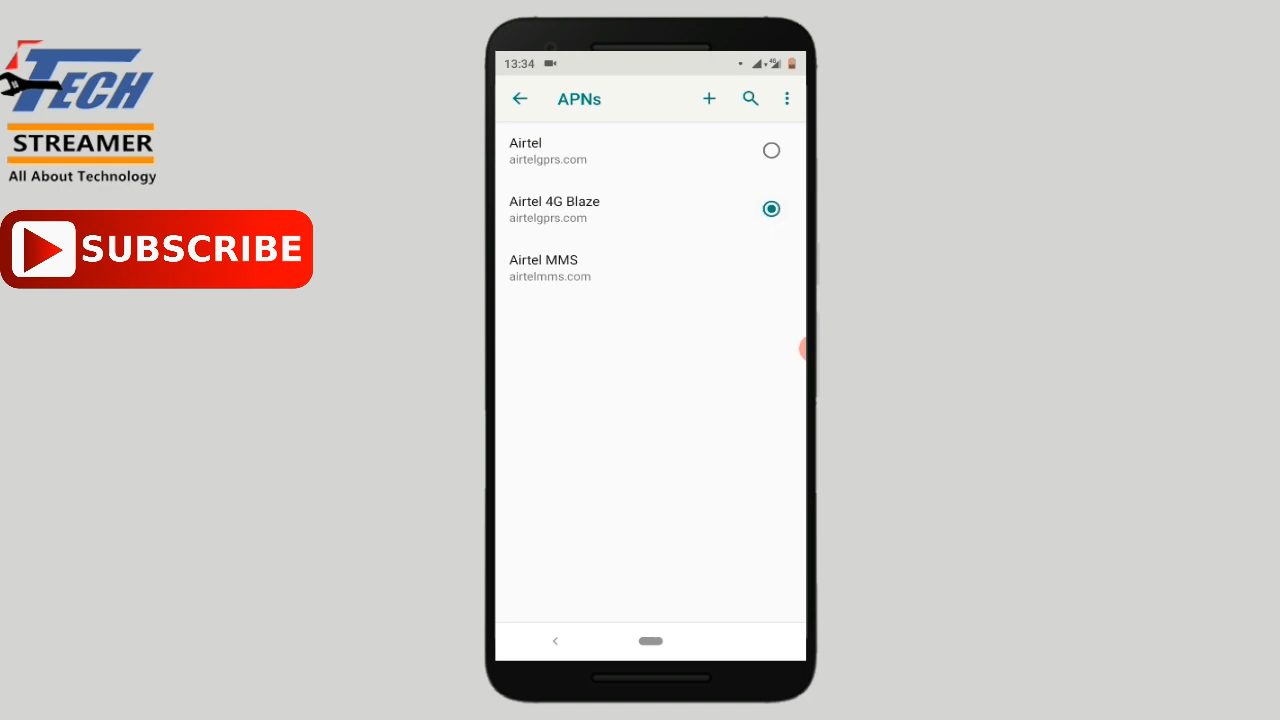 TECH
STREAMER
All About Technology
SUBSCRIBE
13:34
4G
APNs
Airtel
airtelgprs.com
Airtel 4G Blaze
airtelgprs.com
Airtel MMS
airtelmms.com